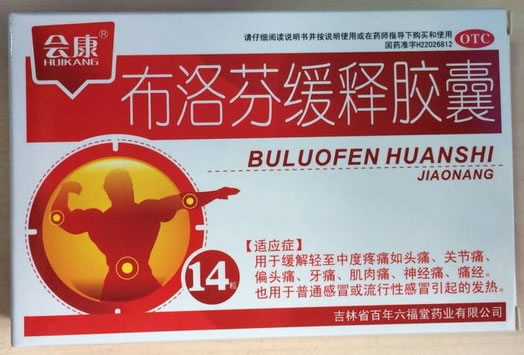 会康®
HUIKANG
请仔细阅读说明书并按说明使用或在药师指导下购买和使用
国药准字H22026812
OTC
布洛芬缓释胶囊
BULUOFEN HUANSHI
JIAONANG
【适应症】
用于缓解轻至中度疼痛如头痛、关节痛、
偏头痛、牙痛、肌肉痛、神经痛、痛经。
也用于普通感冒或流行性感冒引起的发热。
14粒
吉林省百年六福堂药业有限公司